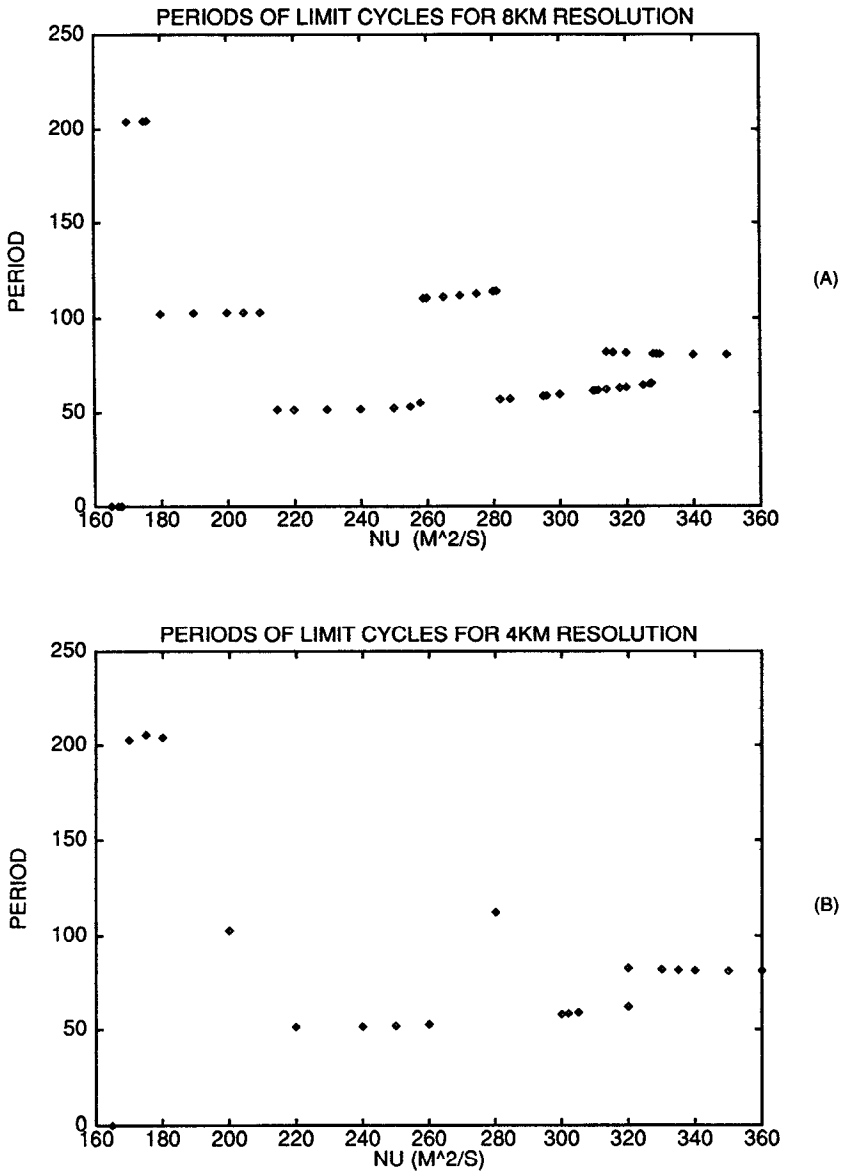 PERIODS OF LIMIT CYCLES FOR 8KM RESOLUTION
250
200
150
100
50
0
PERIOD
160 180 200 220 240 260 280 300 320 340 360
NU (M^2/S)
(A)
PERIODS OF LIMIT CYCLES FOR 4KM RESOLUTION
250
200
150
100
50
0
PERIOD
160 180 200 220 240 260 280 300 320 340 360
NU (M^2/S)
(B)